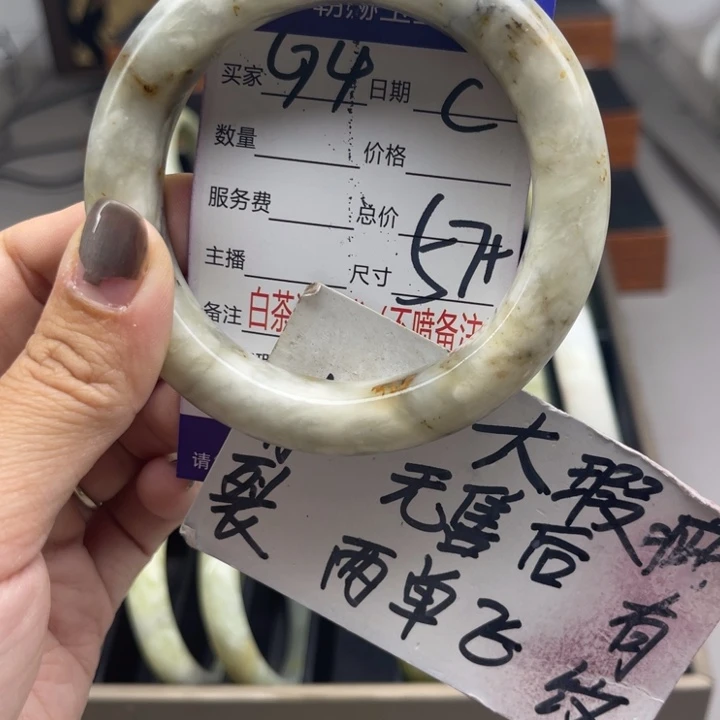 买家 94 日期 C
数量 价格
服务费 总价
主播 尺寸 57+
备注 白茶
不喷备注
请
大瑕疵有纹
裂
无售后
两单飞